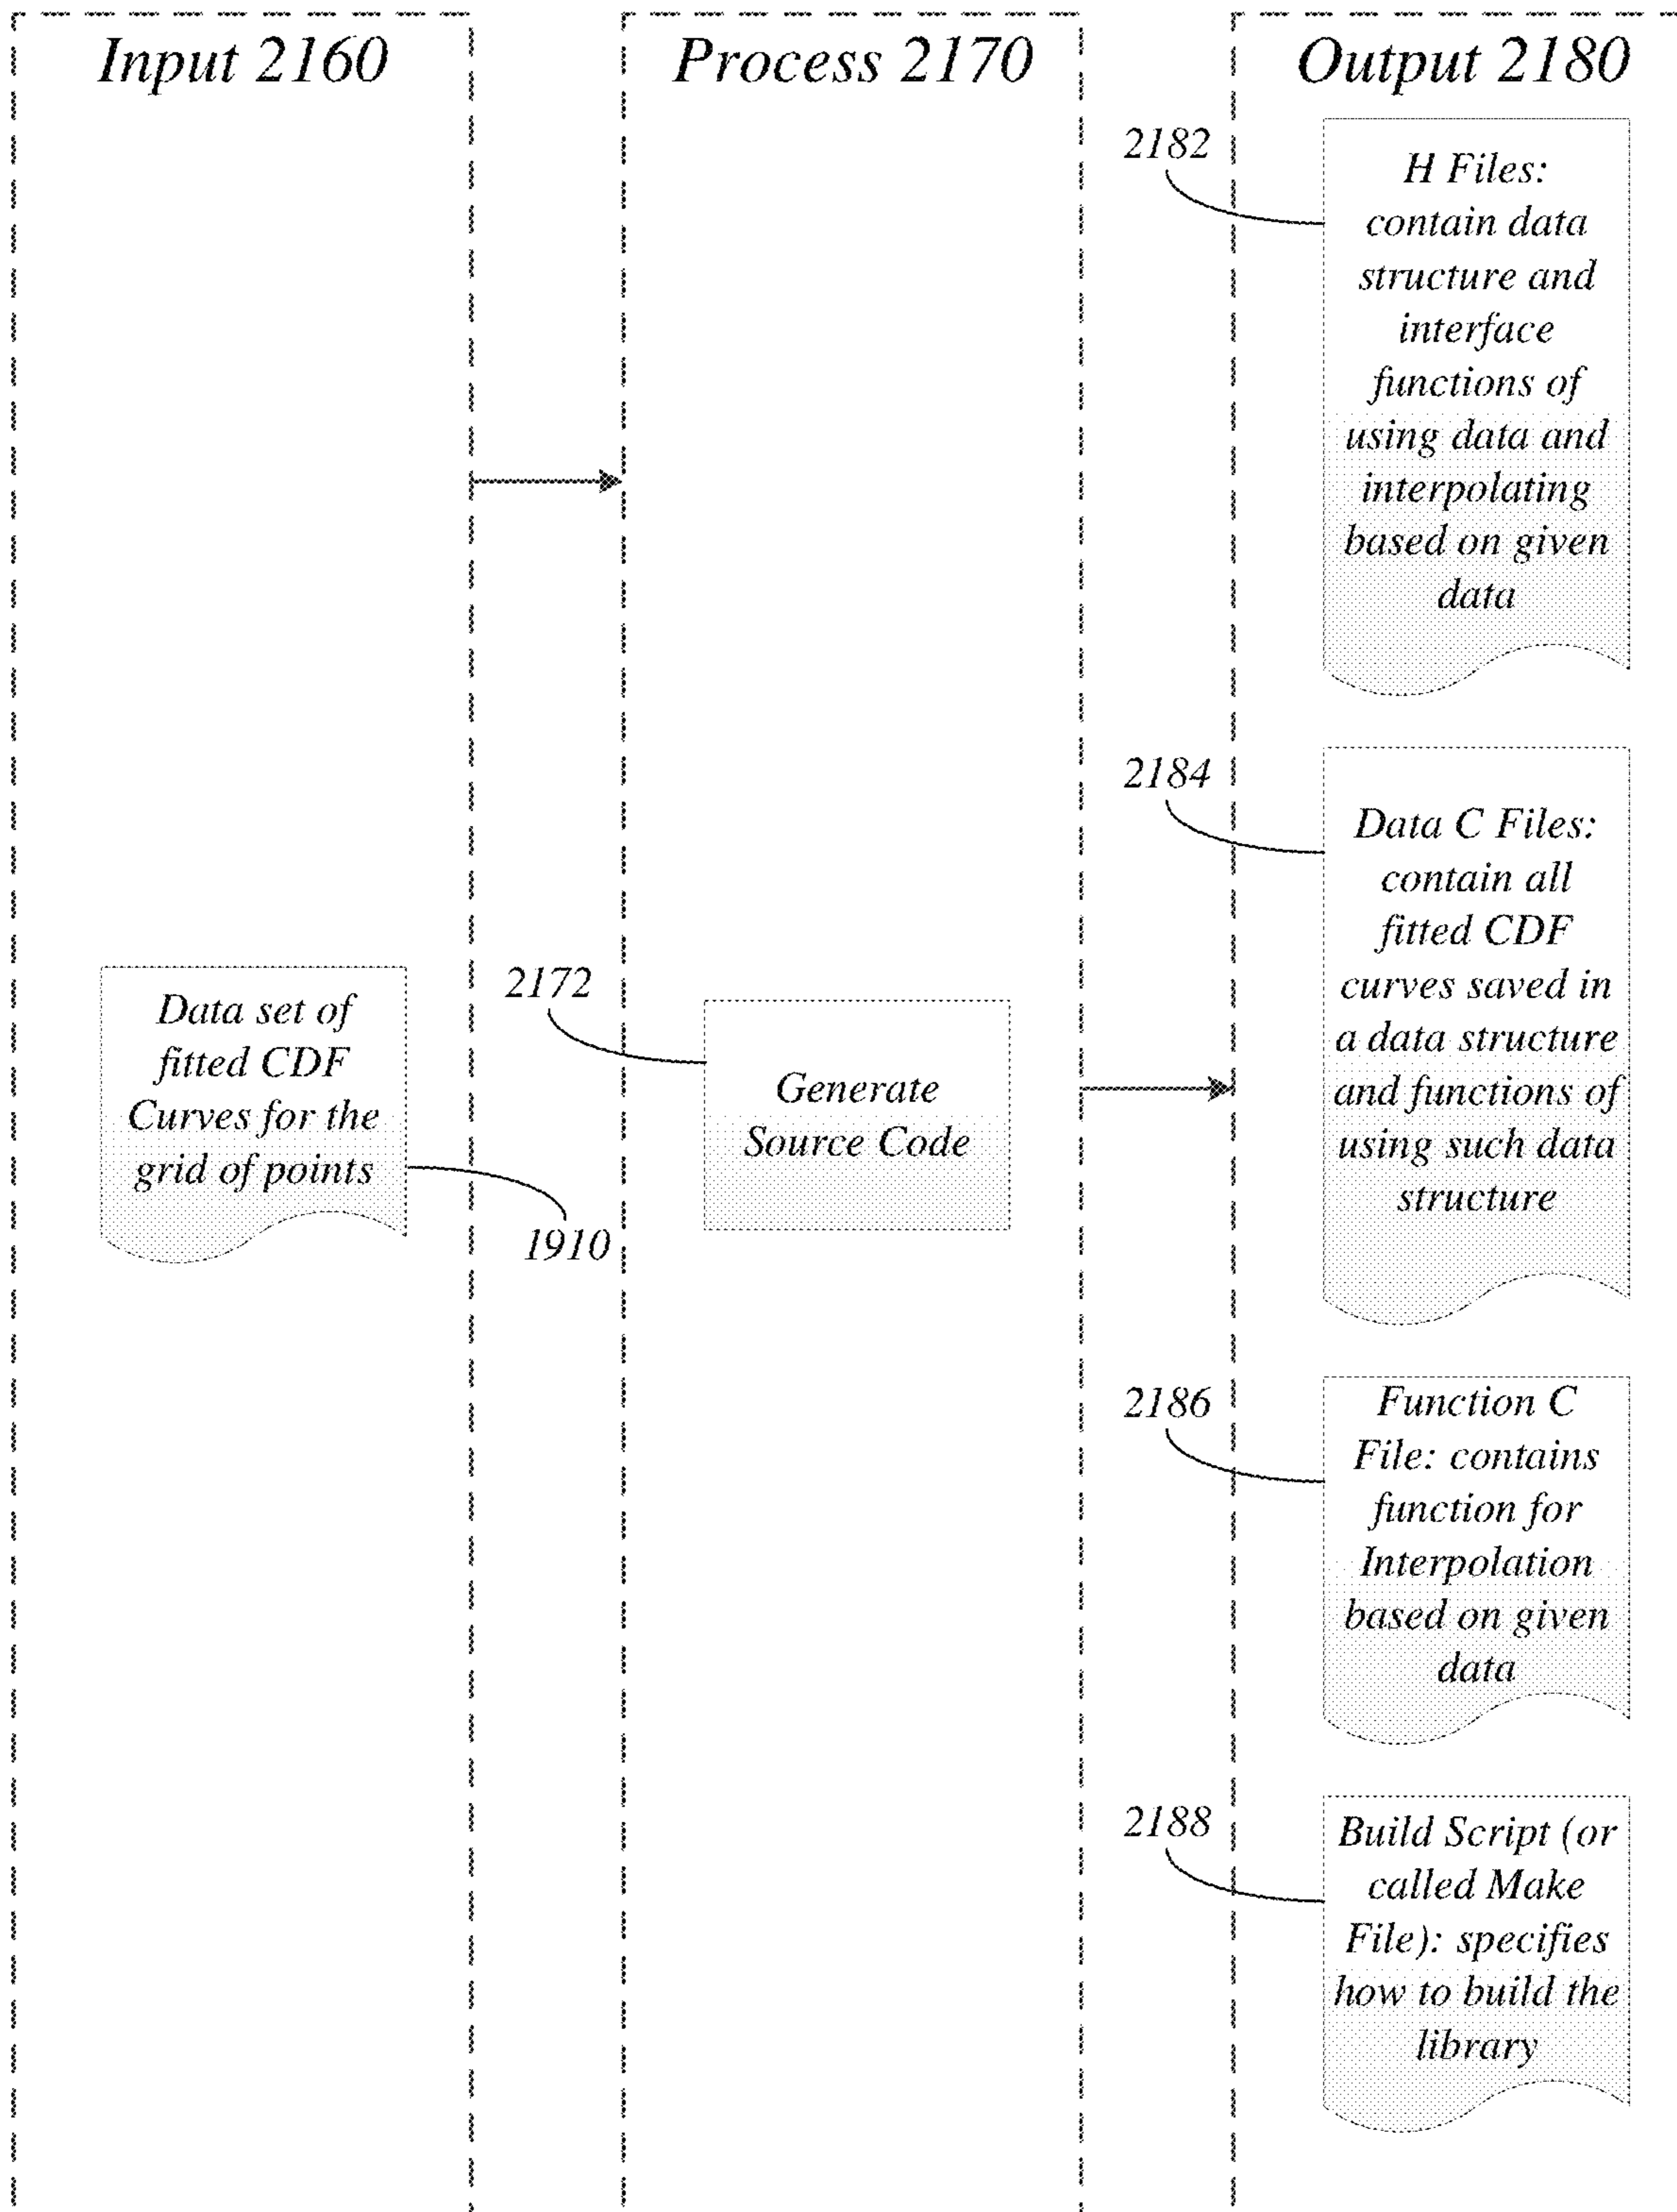 Input 2160
Process 2170
Output 2180
Data set of
fitted CDF
Curves for the
grid of points
1910
2172
Generate
Source Code
2182
H Files:
contain data
structure and
interface
functions of
using data and
interpolating
based on given
data
2184
Data C Files:
contain all
fitted CDF
curves saved in
a data structure
and functions of
using such data
structure
2186
Function C
File: contains
function for
Interpolation
based on given
data
2188
Build Script (or
called Make
File): specifies
how to build the
library